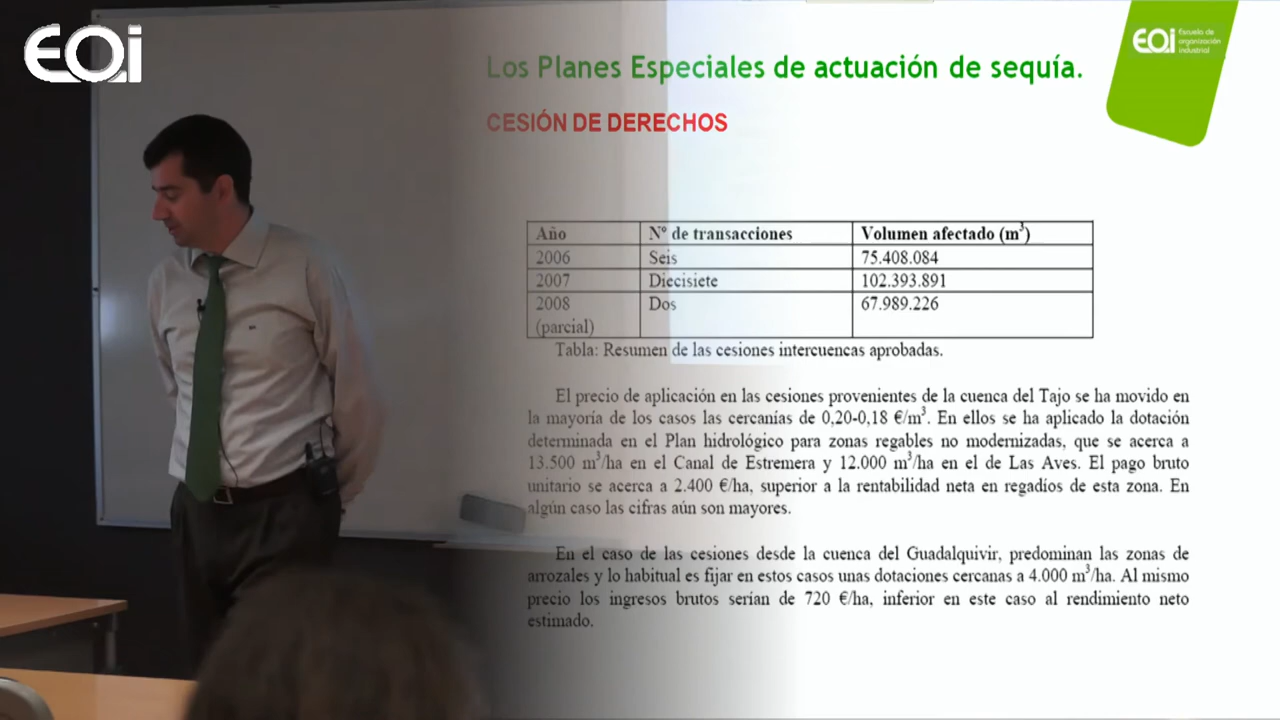 EOi
Los Planes Especiales de actuación de sequía.
EOi Escuela de
organización
industrial
CESIÓN DE DERECHOS
Año Nº de transacciones Volumen afectado (m³)
2006 Seis 75.408.084
2007 Diecisiete 102.393.891
2008 Dos 67.989.226
(parcial)
Tabla: Resumen de las cesiones intercuencas aprobadas.
El precio de aplicación en las cesiones provenientes de la cuenca del Tajo se ha movido en
la mayoría de los casos las cercanías de 0,20-0,18 €/m³. En ellos se ha aplicado la dotación
determinada en el Plan hidrológico para zonas regables no modernizadas, que se acerca a
13.500 m³/ha en el Canal de Estremera y 12.000 m³/ha en el de Las Aves. El pago bruto
unitario se acerca a 2.400 €/ha, superior a la rentabilidad neta en regadíos de esta zona. En
algún caso las cifras aún son mayores.
En el caso de las cesiones desde la cuenca del Guadalquivir, predominan las zonas de
arrozales y lo habitual es fijar en estos casos unas dotaciones cercanas a 4.000 m³/ha. Al mismo
precio los ingresos brutos serían de 720 €/ha, inferior en este caso al rendimiento neto
estimado.